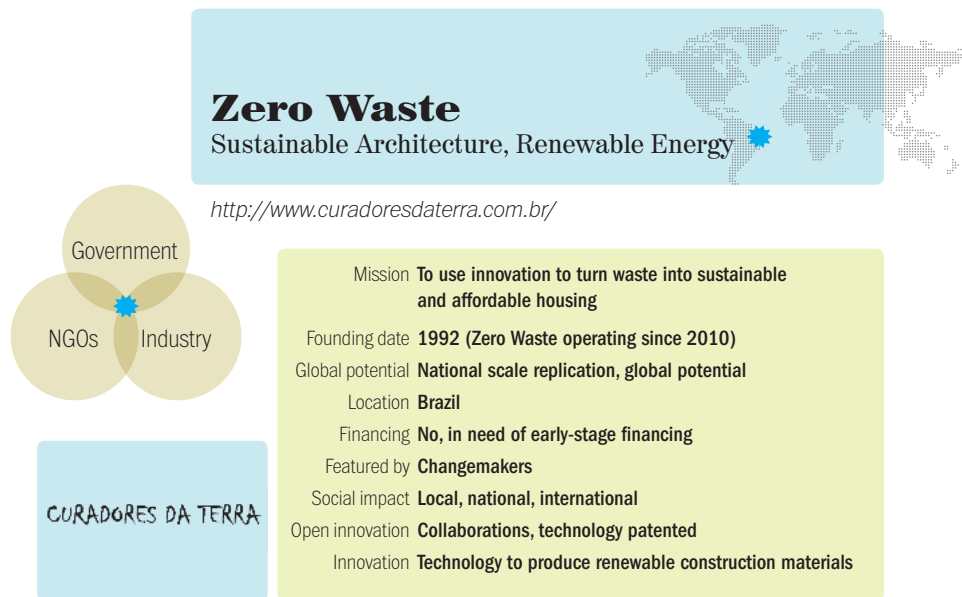 Zero Waste
Sustainable Architecture, Renewable Energy
http://www.curadoresdaterra.com.br/
Government
NGOs
Industry
Mission To use innovation to turn waste into sustainable
and affordable housing
Founding date 1992 (Zero Waste operating since 2010)
Global potential National scale replication, global potential
Location Brazil
Financing No, in need of early-stage financing
Featured by Changemakers
Social impact Local, national, international
Open innovation Collaborations, technology patented
Innovation Technology to produce renewable construction materials
CURADORES DA TERRA